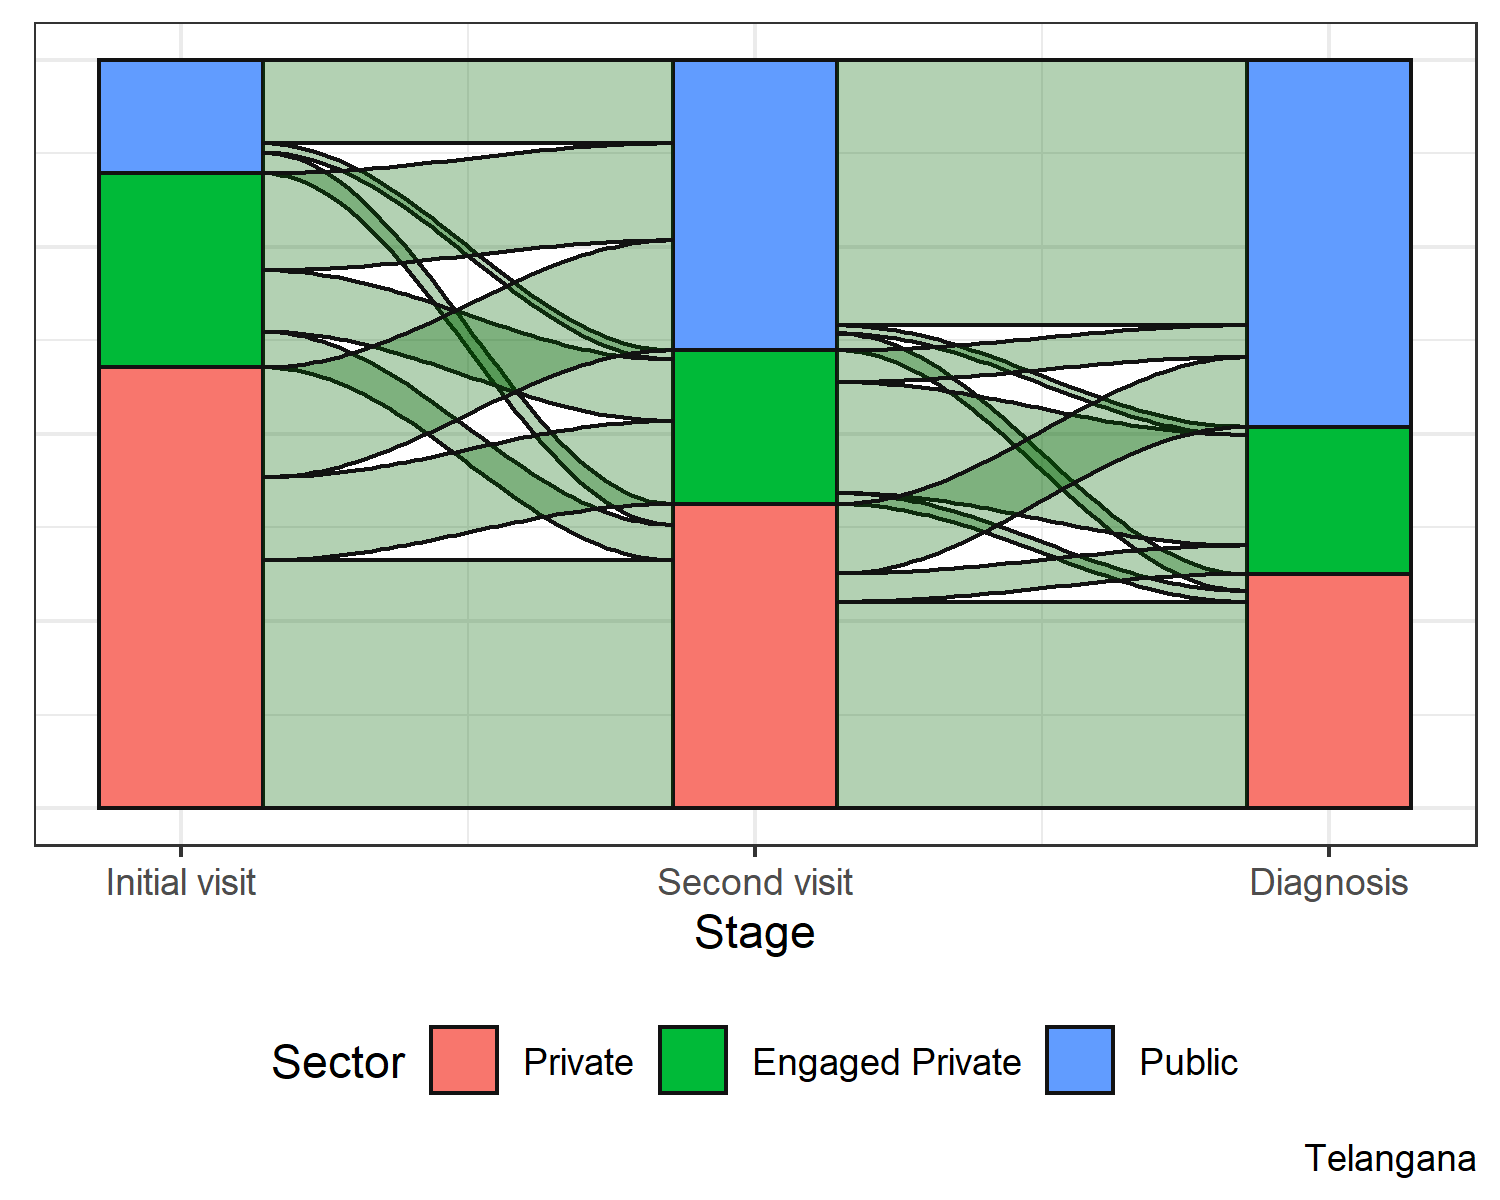 Initial visit Second visit Diagnosis
Stage
Sector Private Engaged Private Public
Telangana